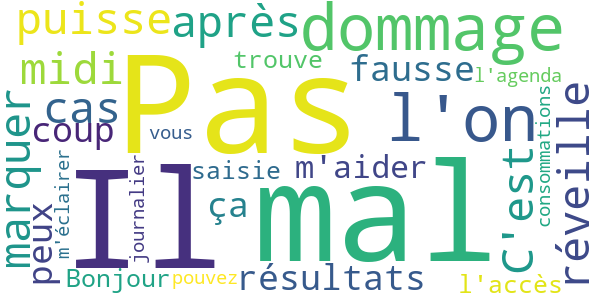 puisse après dommage
midi trouve fausse l'agenda
cas Pas l'on
coup vous
marquer saisie m'aider
peux m'éclairer journalier Il ça mal C'est consommations réveille
Bonjour pouvez résultats l'accès